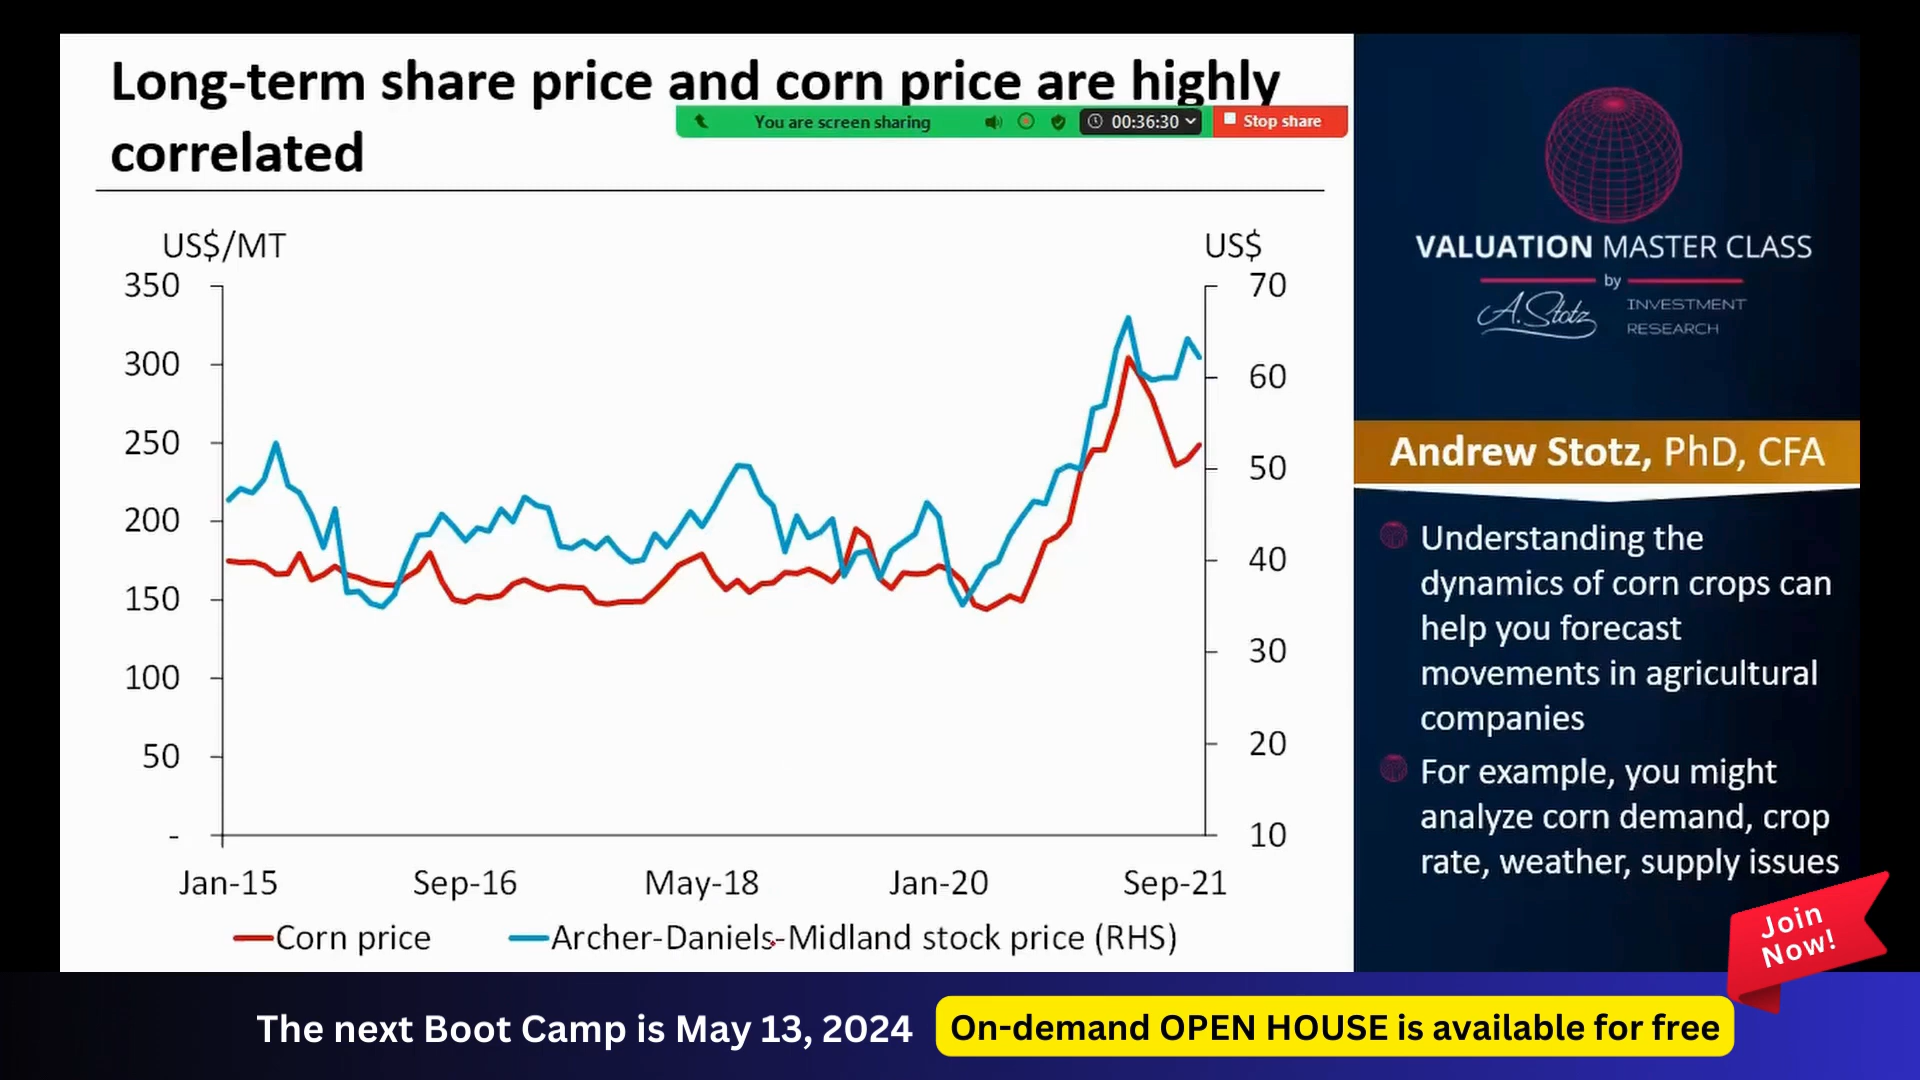 Long-term share price and corn price are highly
correlated
You are screen sharing
00:36:30
Stop share
US$/MT
US$
350
300
250
200
150
100
50
-
70
60
50
40
30
20
10
Jan-15
Sep-16
May-18
Jan-20
Sep-21
Corn price
Archer-Daniels-Midland stock price (RHS)
VALUATION MASTER CLASS
by
A. Stotz
INVESTMENT
RESEARCH
Andrew Stotz, PhD, CFA
Understanding the
dynamics of corn crops can
help you forecast
movements in agricultural
companies
For example, you might
analyze corn demand, crop
rate, weather, supply issues
Join
Now!
The next Boot Camp is May 13, 2024
On-demand OPEN HOUSE is available for free